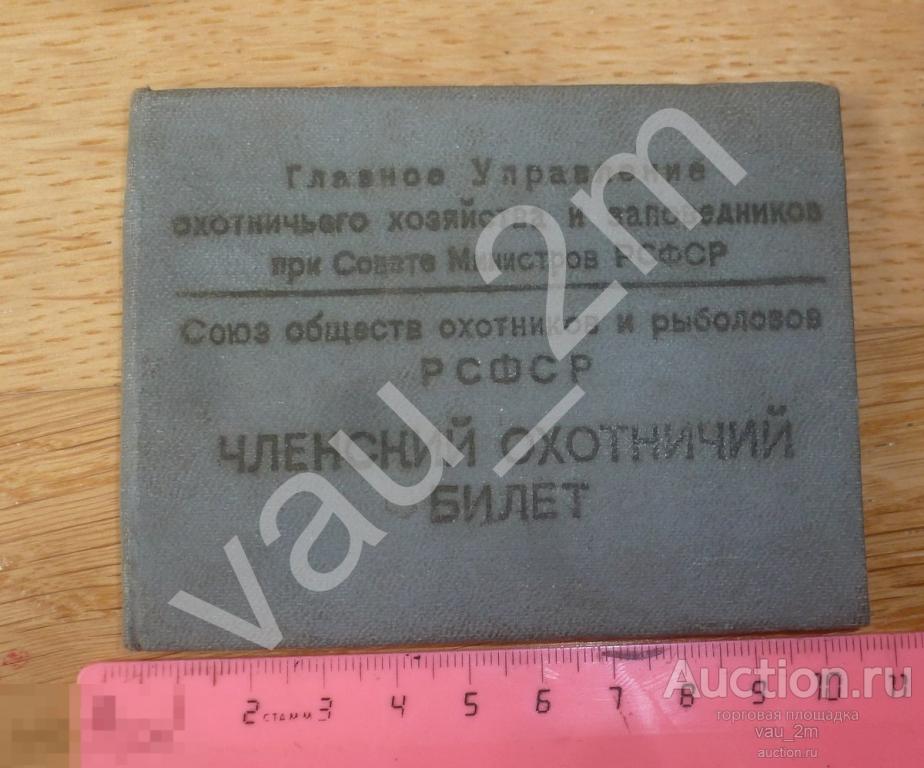 Главное Управление
охотничьего хозяйства и заповедников
при Совете Министров РСФСР
Союз обществ охотников и рыболовов
РСФСР
ЧЛЕНСКИЙ ОХОТНИЧИЙ
БИЛЕТ
vau_2m
2 СТАММ 3 4 5 6 7 8 9 10
Auction.ru
торговая площадка
vau_2m
auction.ru